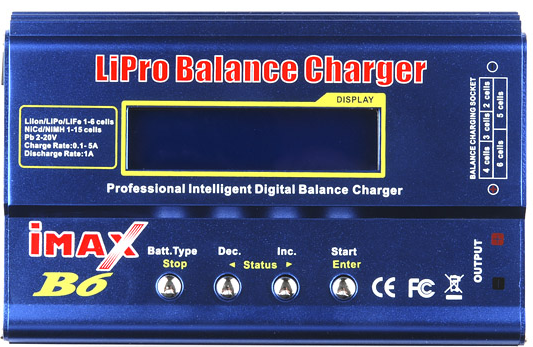 LiPro Balance Charger
DISPLAY
LiIon/LiPo/LiFe 1-6 cells
NiCd/NiMH 1-15 cells
Pb 2-20V
Charge Rate:0.1- 5A
Discharge Rate:1A
BALANCE CHARGING SOCKET
4 cells 3 cells 2 cells
6 cells 5 cells
Professional Intelligent Digital Balance Charger
iMAX
B6
Batt.Type Dec. Inc. Start
Stop ◄ Status ► Enter
CE FC
OUTPUT
+